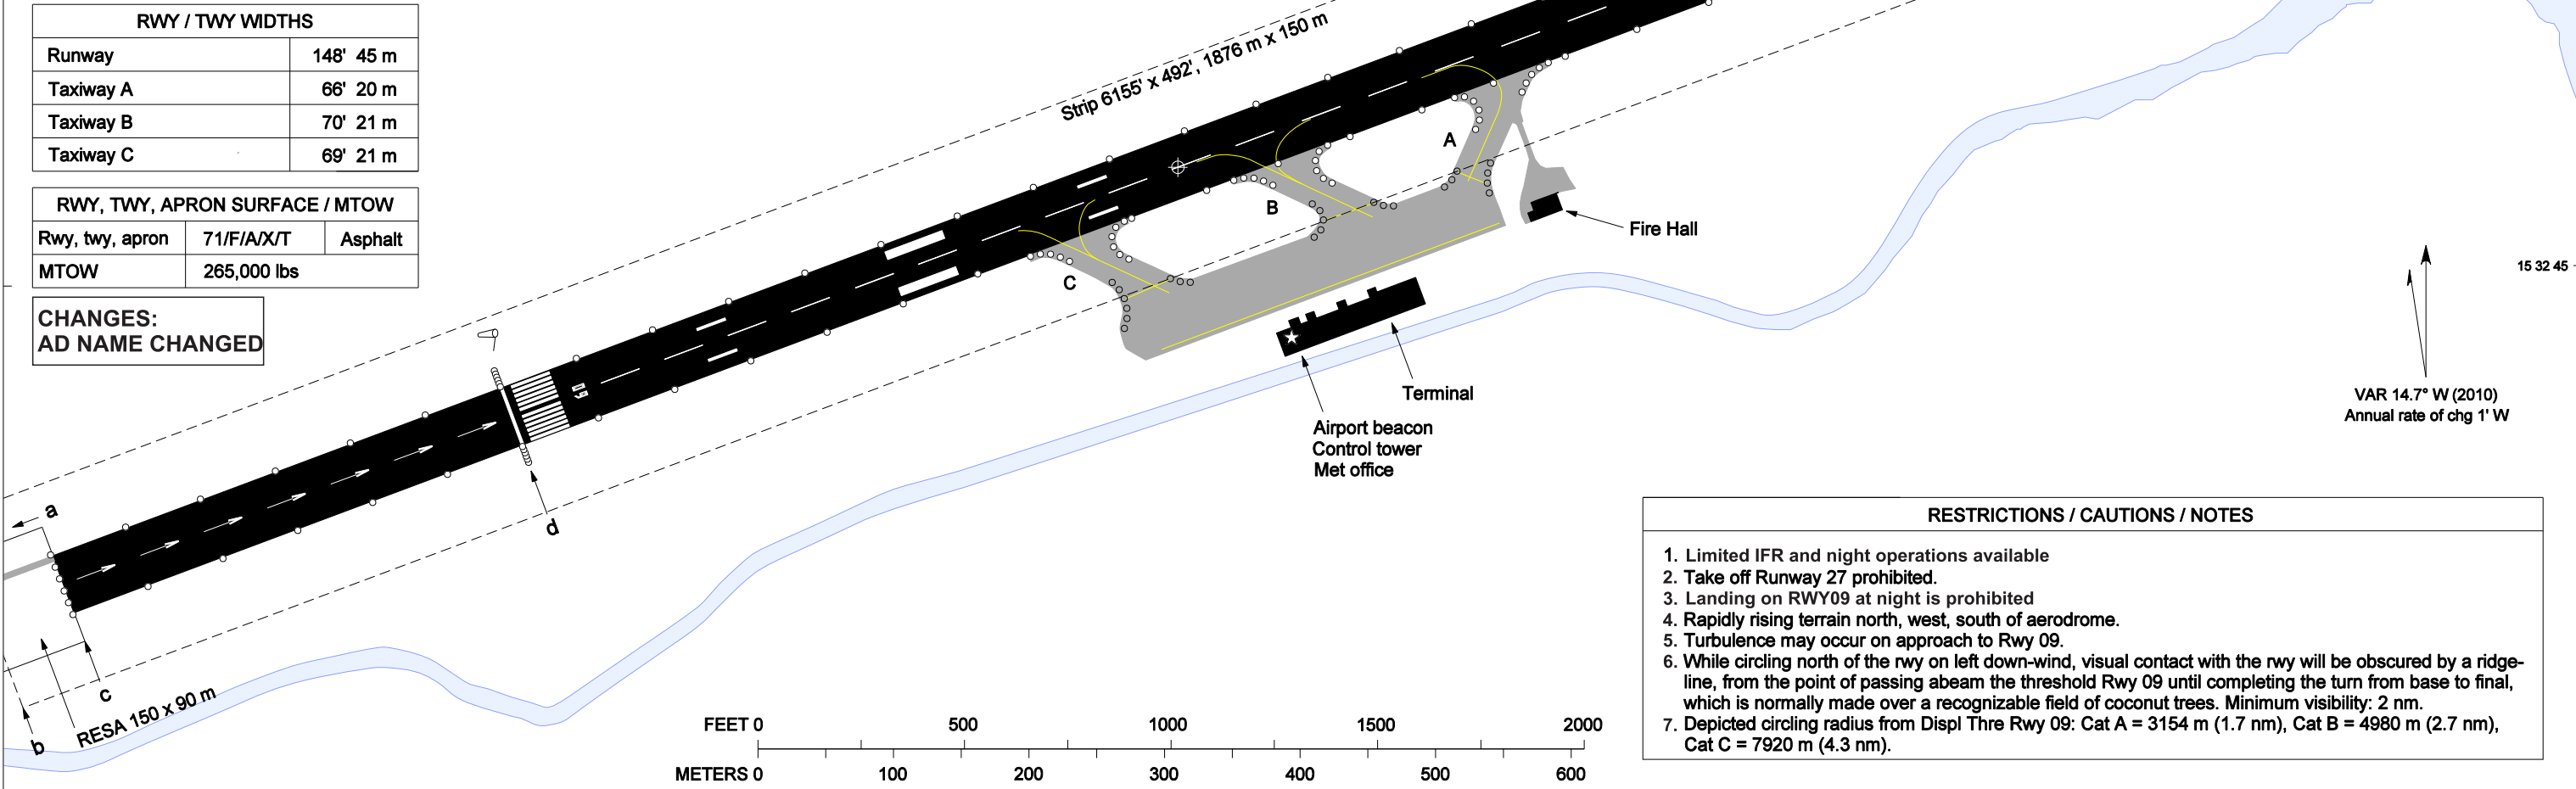 RWY / TWY WIDTHS
Runway 148' 45 m
Taxiway A 66' 20 m
Taxiway B 70' 21 m
Taxiway C 69' 21 m
RWY, TWY, APRON SURFACE / MTOW
Rwy, twy, apron 71/F/A/X/T Asphalt
MTOW 265,000 lbs
CHANGES:
AD NAME CHANGED
Strip 6155' x 492', 1876 m x 150 m
A
B
C
Fire Hall
Terminal
Airport beacon
Control tower
Met office
a
b
c
d
RESA 150 x 90 m
15 32 45
VAR 14.7° W (2010)
Annual rate of chg 1' W
FEET 0 500 1000 1500 2000
METERS 0 100 200 300 400 500 600
RESTRICTIONS / CAUTIONS / NOTES
1. Limited IFR and night operations available
2. Take off Runway 27 prohibited.
3. Landing on RWY09 at night is prohibited
4. Rapidly rising terrain north, west, south of aerodrome.
5. Turbulence may occur on approach to Rwy 09.
6. While circling north of the rwy on left down-wind, visual contact with the rwy will be obscured by a ridge-
line, from the point of passing abeam the threshold Rwy 09 until completing the turn from base to final,
which is normally made over a recognizable field of coconut trees. Minimum visibility: 2 nm.
7. Depicted circling radius from Displ Thre Rwy 09: Cat A = 3154 m (1.7 nm), Cat B = 4980 m (2.7 nm),
Cat C = 7920 m (4.3 nm).